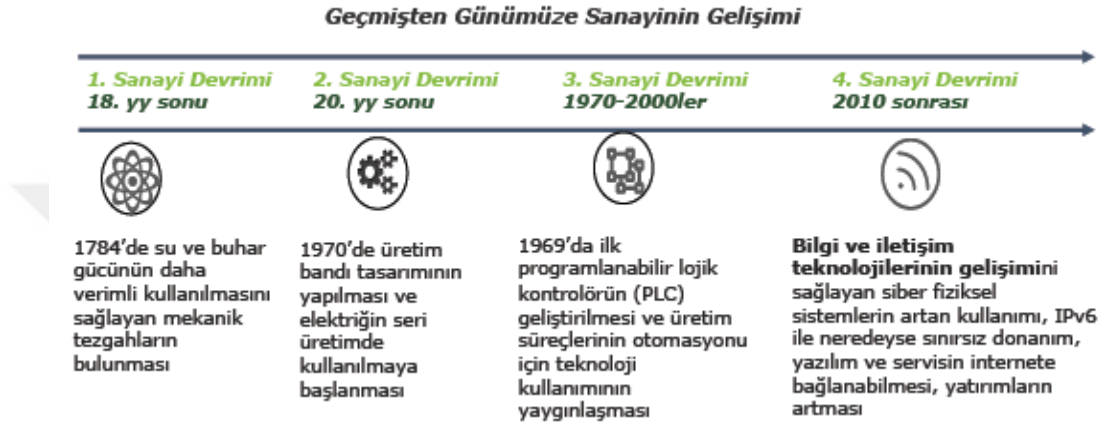 Geçmişten Günümüze Sanayinin Gelişimi
1. Sanayi Devrimi
18. yy sonu
2. Sanayi Devrimi
20. yy sonu
3. Sanayi Devrimi
1970-2000ler
4. Sanayi Devrimi
2010 sonrası
1784’de su ve buhar
gücünün daha
verimli kullanılmasını
sağlayan mekanik
tezgahların
bulunması
1970’de üretim
bandı tasarımının
yapılması ve
elektriğin seri
üretimde
kullanılmaya
başlanması
1969’da ilk
programlanabilir lojik
kontrolörün (PLC)
geliştirilmesi ve üretim
süreçlerinin otomasyonu
için teknoloji
kullanımının
yaygınlaşması
Bilgi ve iletişim
teknolojilerinin gelişimini
sağlayan siber fiziksel
sistemlerin artan kullanımı, IPv6
ile neredeyse sınırsız donanım,
yazılım ve servisin internete
bağlanabilmesi, yatırımların
artması